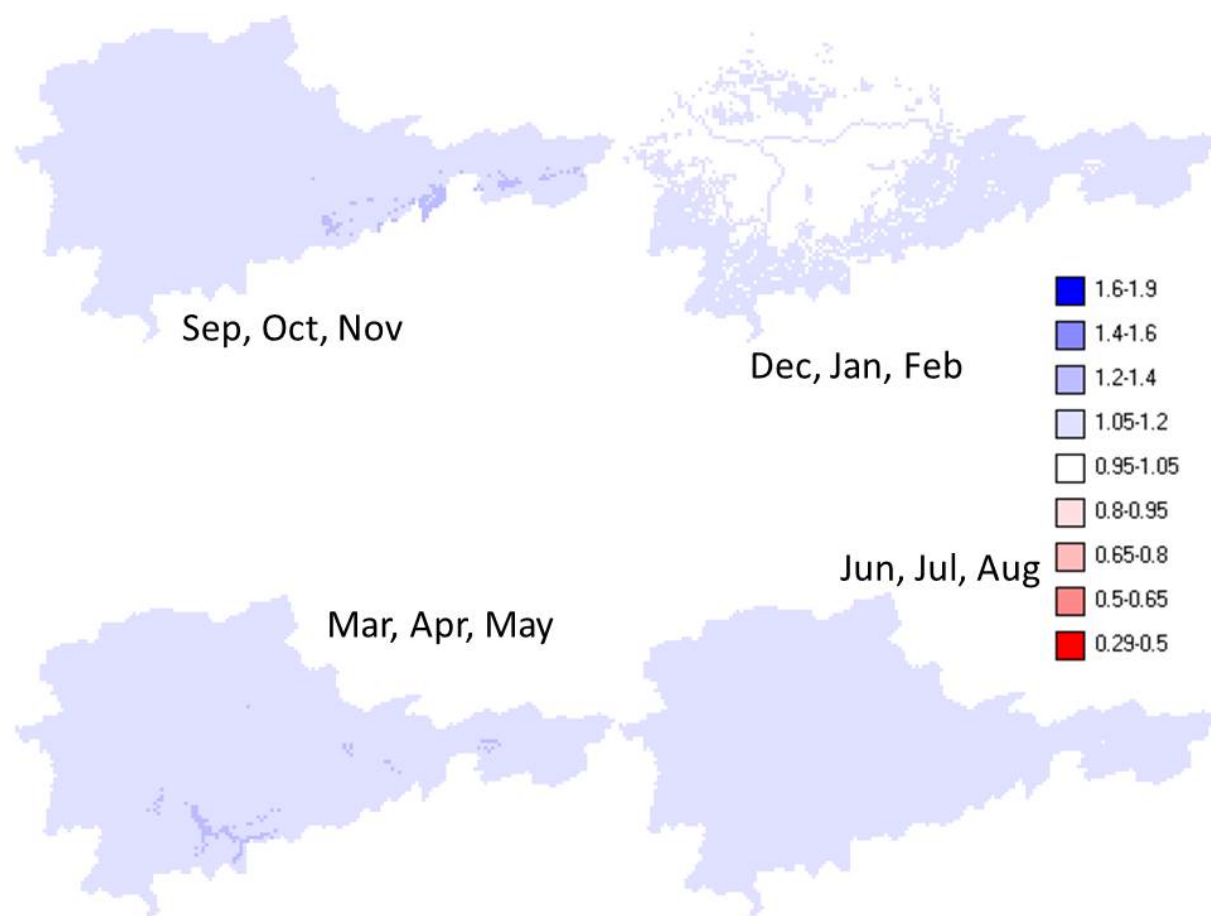 Sep, Oct, Nov
Dec, Jan, Feb
1.6-1.9
1.4-1.6
1.2-1.4
1.05-1.2
0.95-1.05
0.8-0.95
0.65-0.8
0.5-0.65
0.29-0.5
Mar, Apr, May
Jun, Jul, Aug